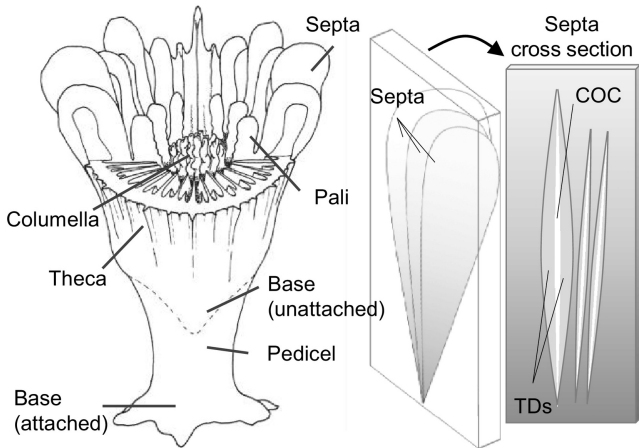 Septa
Pali
Columella
Theca
Base
(unattached)
Pedicel
Base
(attached)
Septa
Septa
cross section
COC
TDs